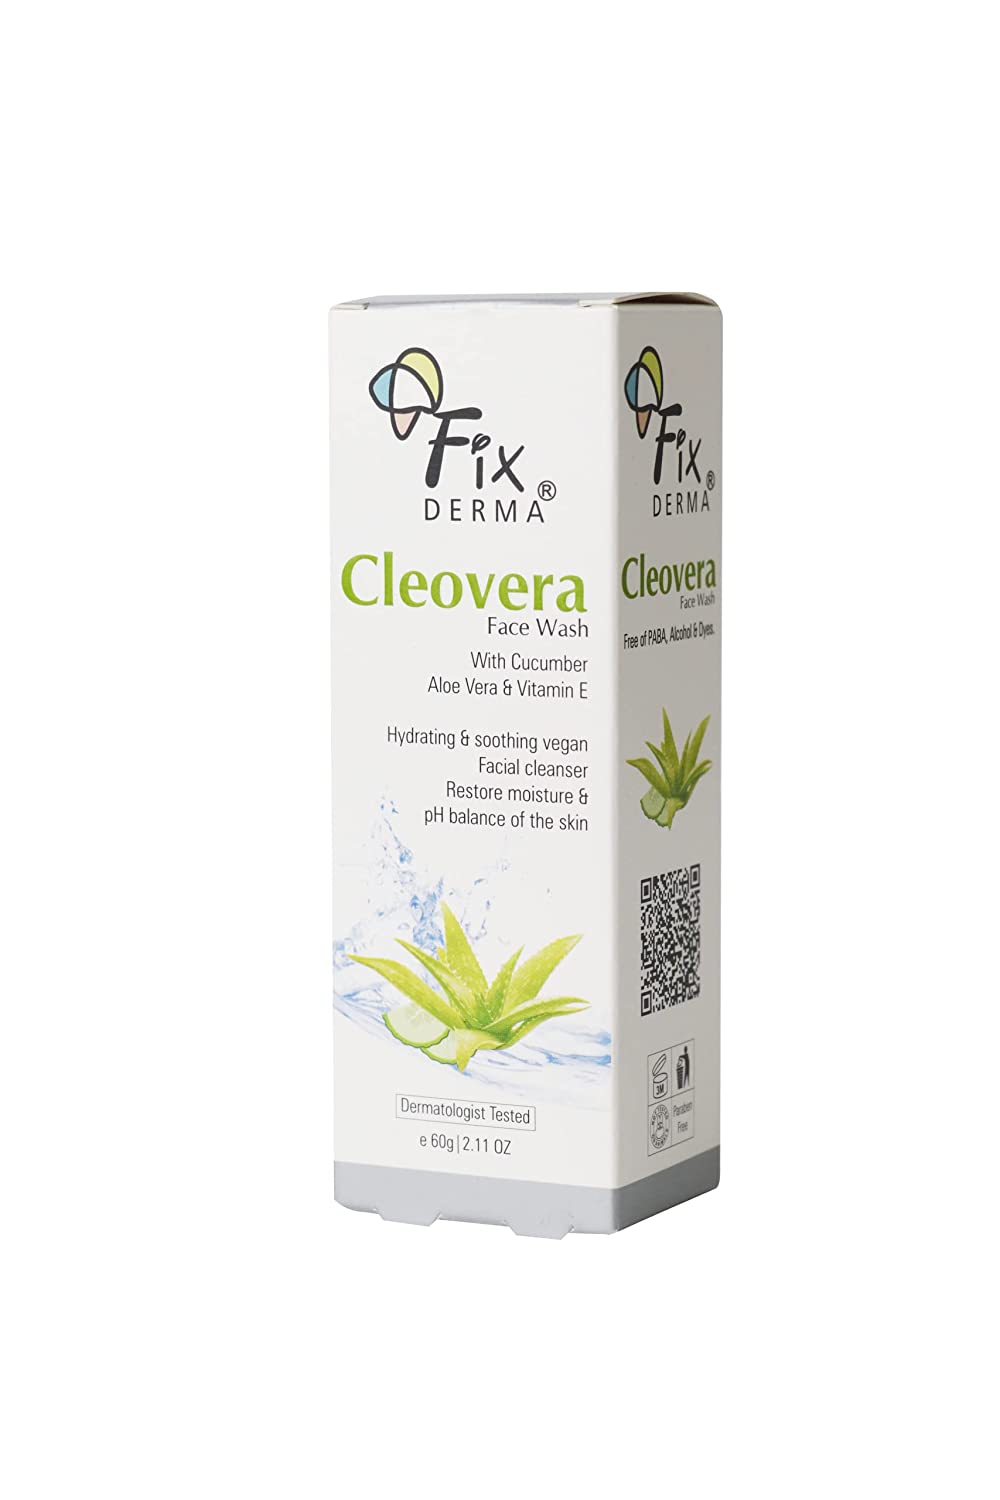 Fix
DERMA®
Cleovera
Face Wash
With Cucumber
Aloe Vera & Vitamin E
Hydrating & soothing vegan
Facial cleanser
Restore moisture &
pH balance of the skin
Dermatologist Tested
e 60g | 2.11 OZ
Fix
DERMA®
Cleovera
Face Wash
Free of PABA, Alcohol & Dyes.
3M
Paraben
Free